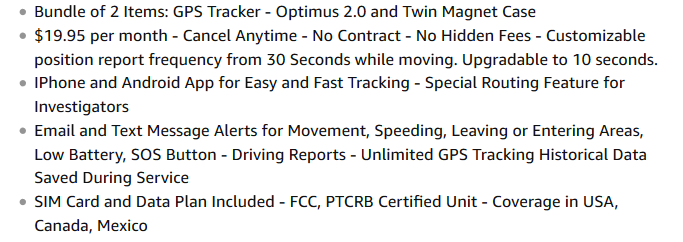 Bundle of 2 Items: GPS Tracker - Optimus 2.0 and Twin Magnet Case
$19.95 per month - Cancel Anytime - No Contract - No Hidden Fees - Customizable
position report frequency from 30 Seconds while moving. Upgradable to 10 seconds.
IPhone and Android App for Easy and Fast Tracking - Special Routing Feature for
Investigators
Email and Text Message Alerts for Movement, Speeding, Leaving or Entering Areas,
Low Battery, SOS Button - Driving Reports - Unlimited GPS Tracking Historical Data
Saved During Service
SIM Card and Data Plan Included - FCC, PTCRB Certified Unit - Coverage in USA,
Canada, Mexico